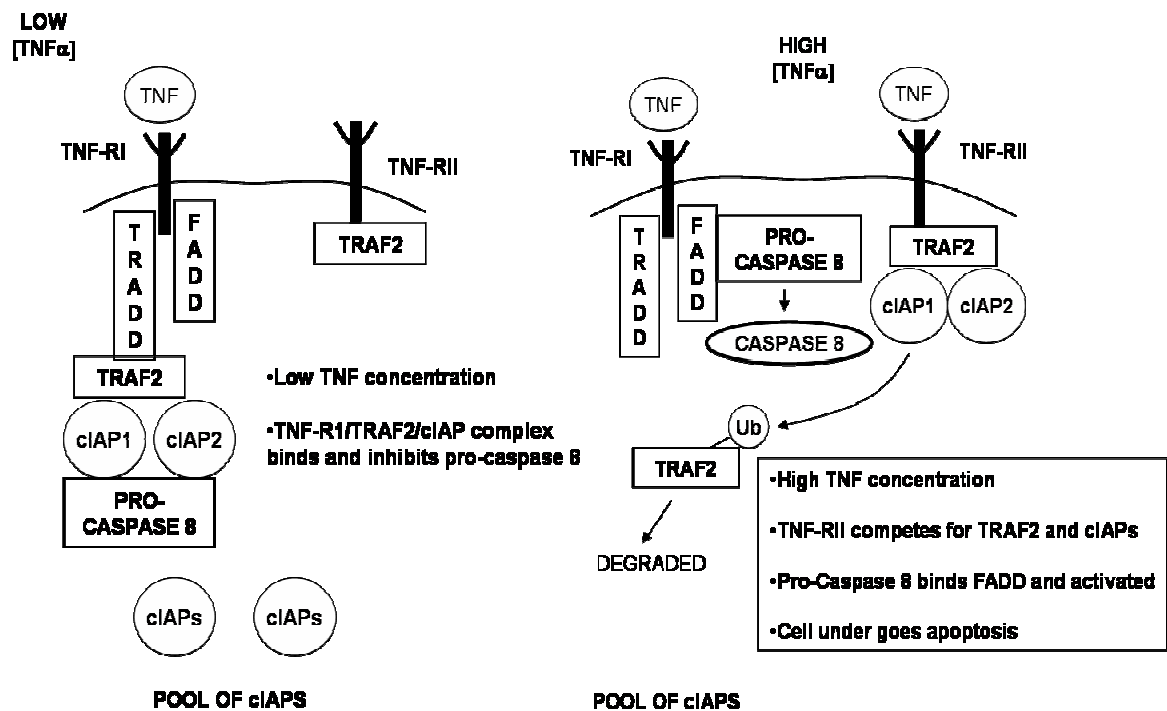 LOW
[TNFα]
TNF
TNF-RI
TNF-RII
TRADD
FADD
TRAF2
TRAF2
cIAP1
cIAP2
PRO-
CASPASE 8
•Low TNF concentration
•TNF-R1/TRAF2/cIAP complex
binds and inhibits pro-caspase 8
cIAPs
cIAPs
POOL OF cIAPS
HIGH
[TNFα]
TNF
TNF
TNF-RI
TNF-RII
TRADD
FADD
PRO-
CASPASE 8
TRAF2
cIAP1
cIAP2
CASPASE 8
Ub
TRAF2
DEGRADED
•High TNF concentration
•TNF-RII competes for TRAF2 and cIAPs
•Pro-Caspase 8 binds FADD and activated
•Cell under goes apoptosis
POOL OF cIAPS